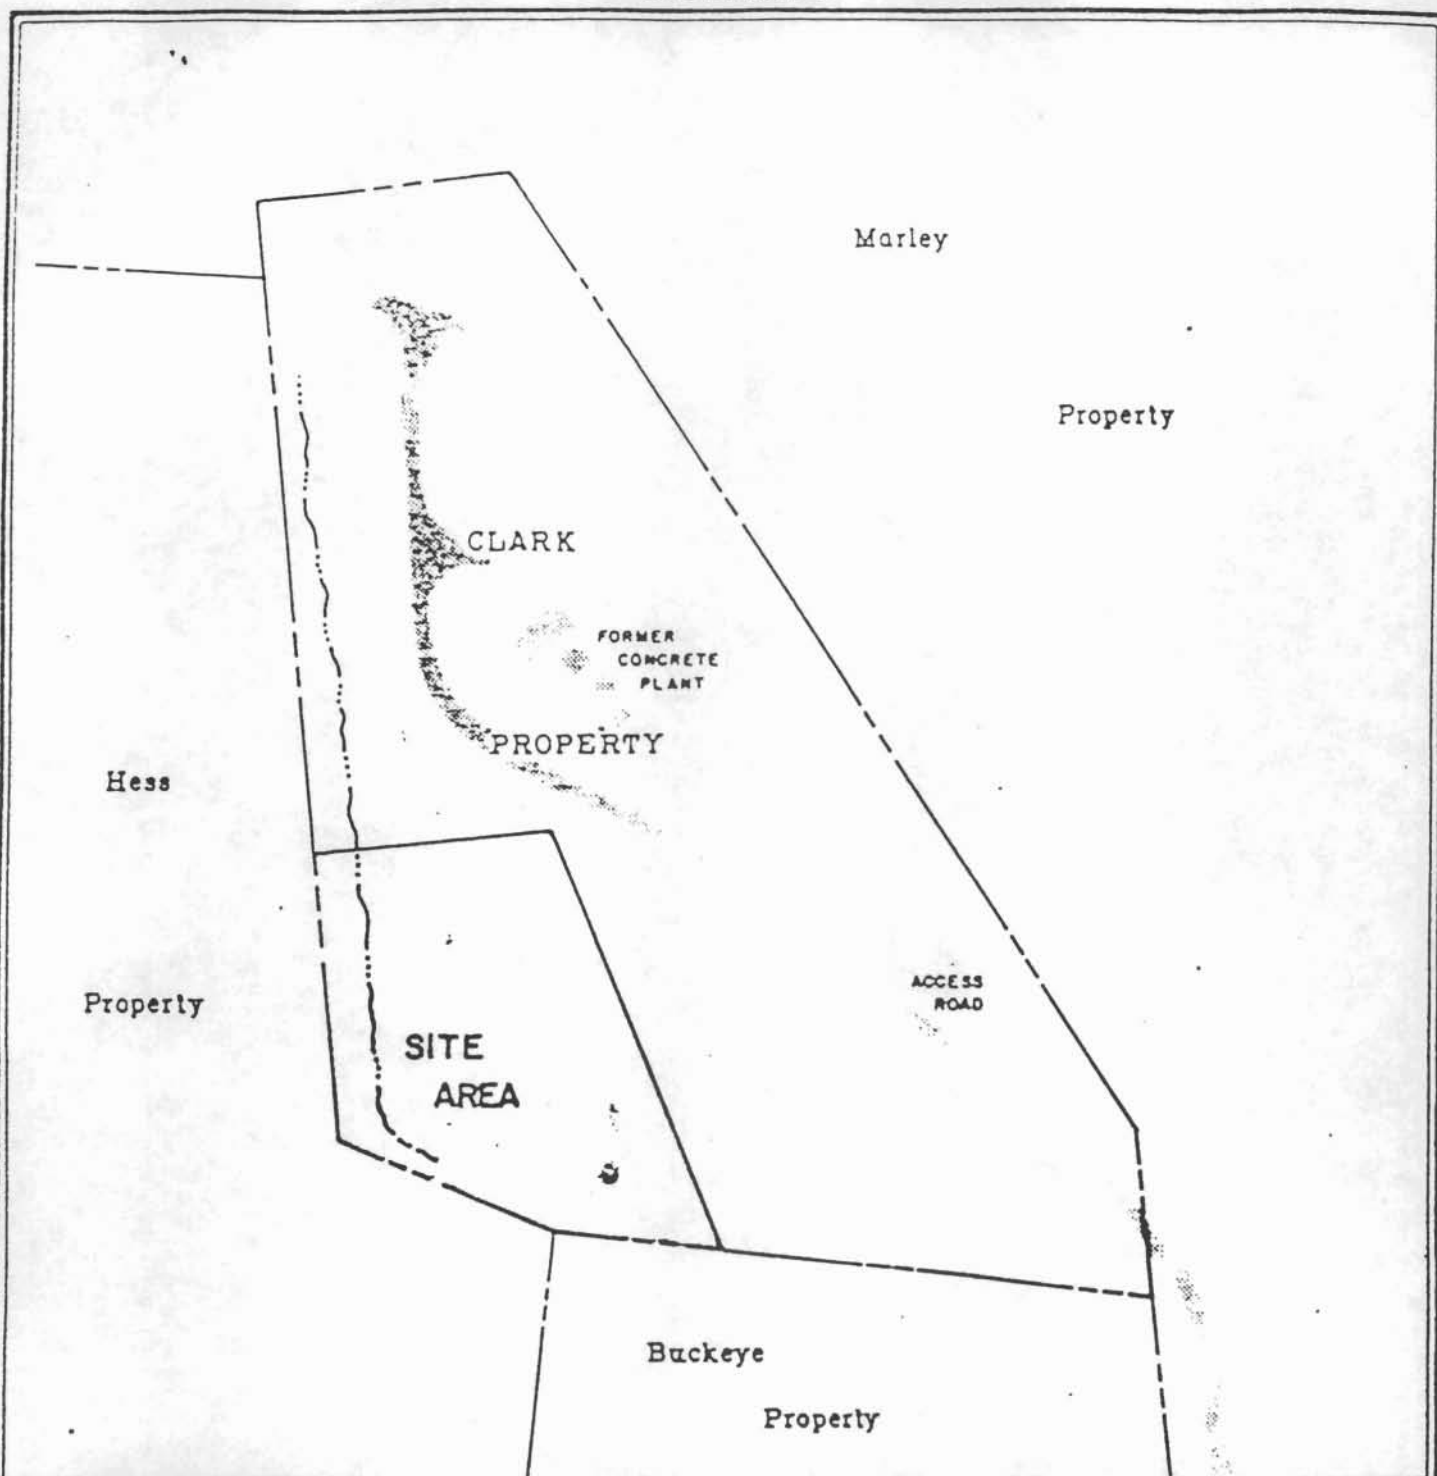 Marley
Property
CLARK
FORMER
CONCRETE
PLANT
PROPERTY
Hess
Property
ACCESS
ROAD
SITE
AREA
Buckeye
Property